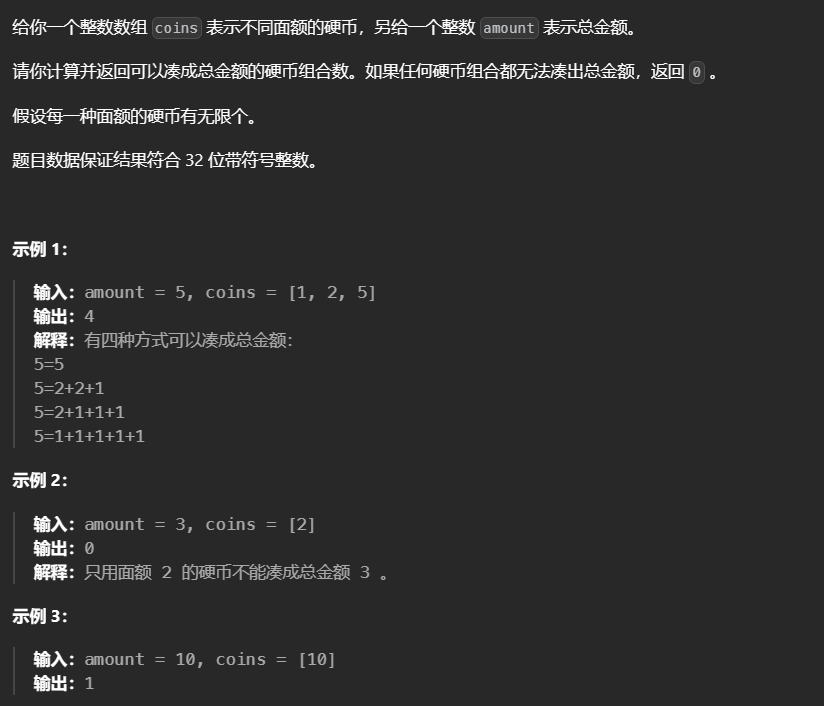 给你一个整数数组 coins 表示不同面额的硬币，另给一个整数 amount 表示总金额。
请你计算并返回可以凑成总金额的硬币组合数。如果任何硬币组合都无法凑出总金额，返回 0 。
假设每一种面额的硬币有无限个。
题目数据保证结果符合 32 位带符号整数。
示例 1：
输入：amount = 5, coins = [1, 2, 5]
输出：4
解释：有四种方式可以凑成总金额：
5=5
5=2+2+1
5=2+1+1+1
5=1+1+1+1+1
示例 2：
输入：amount = 3, coins = [2]
输出：0
解释：只用面额 2 的硬币不能凑成总金额 3 。
示例 3：
输入：amount = 10, coins = [10]
输出：1